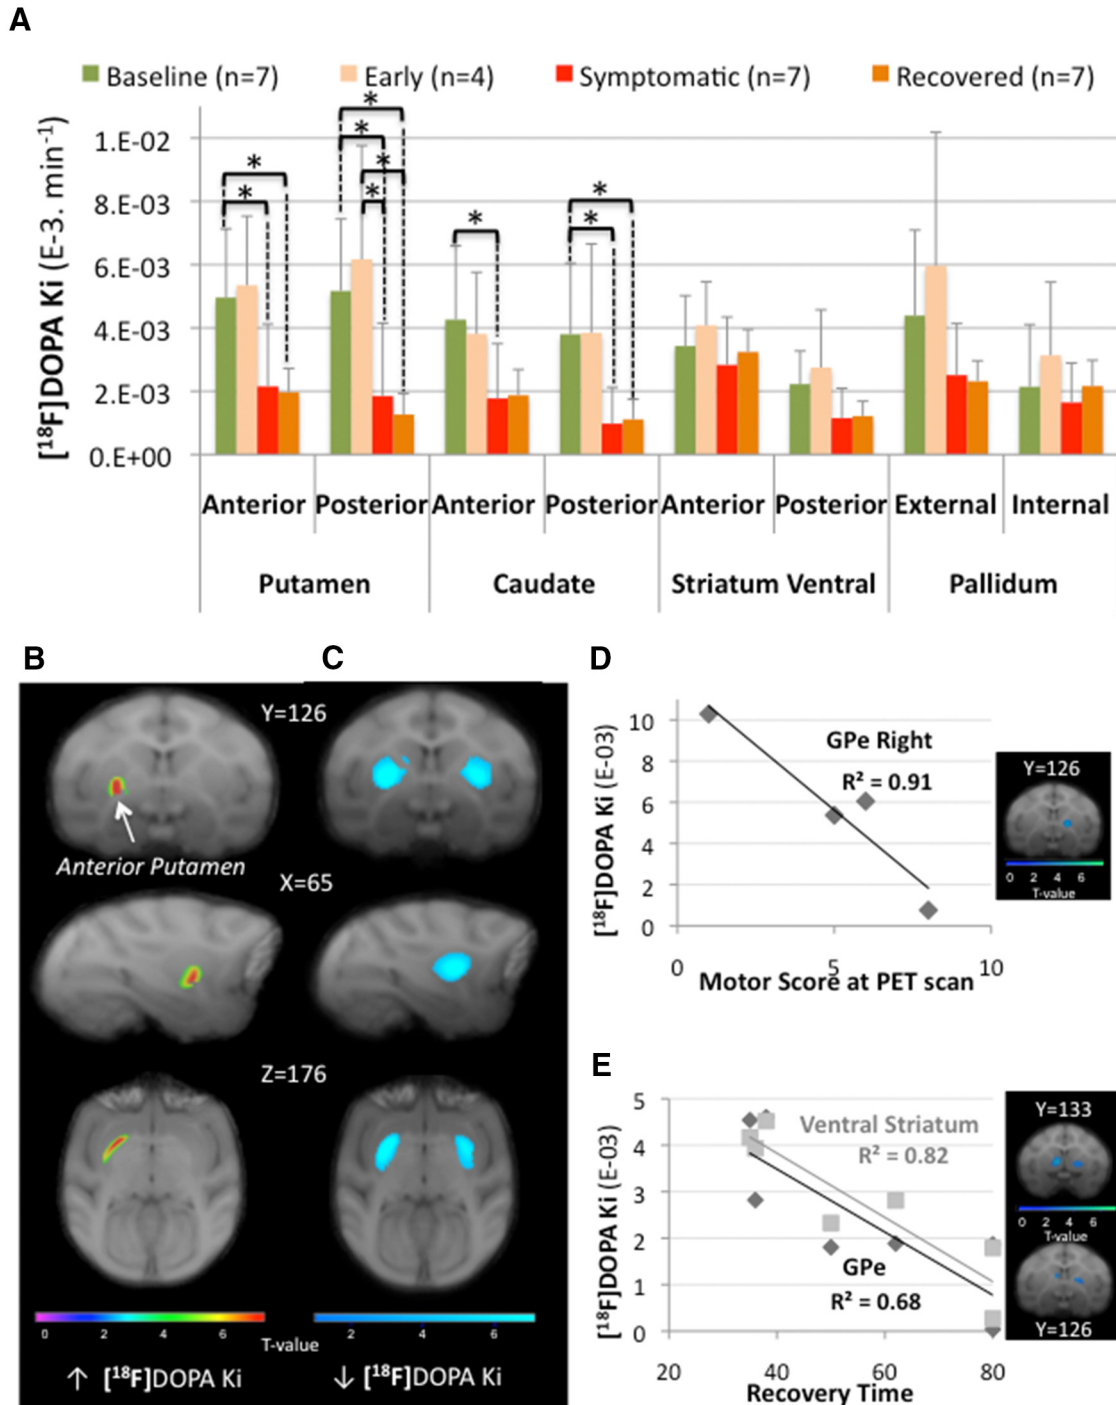 A
Baseline (n=7) Early (n=4) Symptomatic (n=7) Recovered (n=7)
[¹⁸F]DOPA Ki (E-3. min⁻¹)
1.E-02
8.E-03
6.E-03
4.E-03
2.E-03
0.E+00
* * * * * * * * *
Anterior Posterior Anterior Posterior Anterior Posterior External Internal
Putamen Caudate Striatum Ventral Pallidum
B C
Y=126
Anterior Putamen
X=65
Z=176
0 2 4 6
2 4 6
T-value
↑ [¹⁸F]DOPA Ki ↓ [¹⁸F]DOPA Ki
D
[¹⁸F]DOPA Ki (E-03)
10
8
6
4
2
0
GPe Right
R² = 0.91
0 5 10
Motor Score at PET scan
Y=126
0 2 4 6
T-value
E
[¹⁸F]DOPA Ki (E-03)
5
4
3
2
1
0
Ventral Striatum
R² = 0.82
GPe
R² = 0.68
20 40 60 80
Recovery Time
Y=133
0 2 4 6
T-value
Y=126